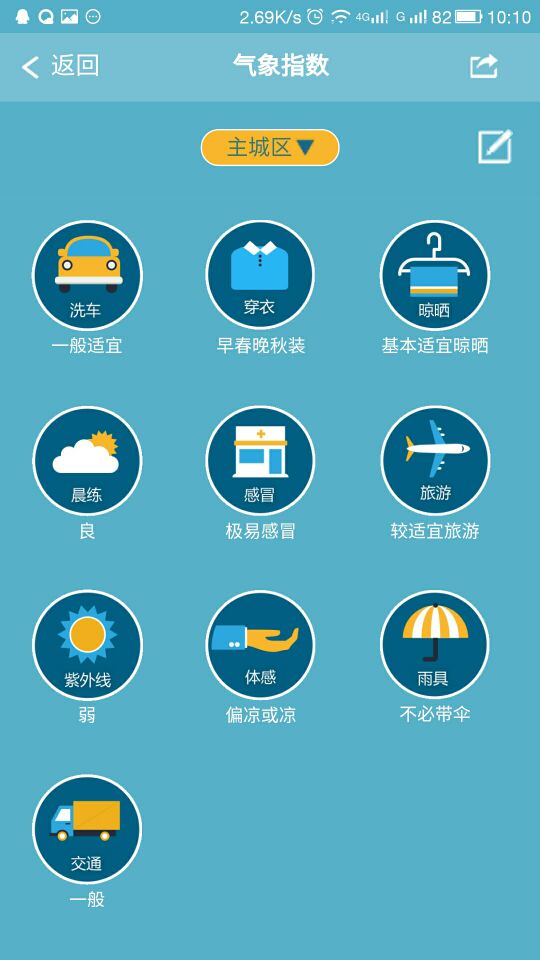 2.69K/s 4G G 82 10:10
返回 气象指数
主城区
洗车 穿衣 晾晒
一般适宜 早春晚秋装 基本适宜晾晒
晨练 感冒 旅游
良 极易感冒 较适宜旅游
紫外线 体感 雨具
弱 偏凉或凉 不必带伞
交通
一般